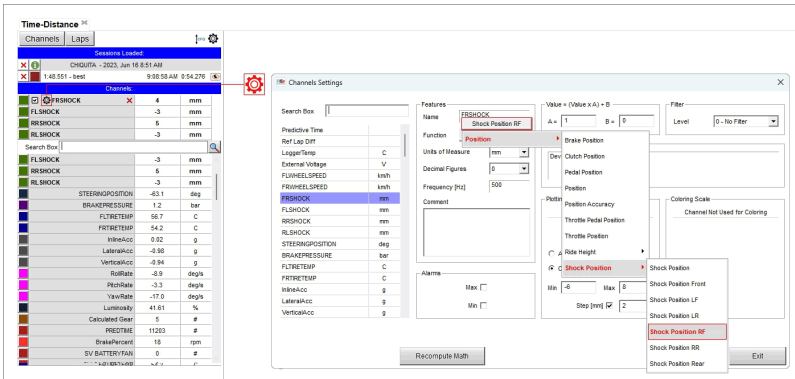 Time-Distance
Channels Laps
Sessions Loaded:
CHIQUITA - 2023, Jun 16 8:51 AM
1:48.551 - best 9:08:58 AM 0:54.276
Channels:
FRSHOCK 4 mm
FLSHOCK -3 mm
RRSHOCK 5 mm
RLSHOCK -3 mm
Search Box
FLSHOCK -3 mm
RRSHOCK 5 mm
RLSHOCK -3 mm
STEERINGPOSITION -63.1 deg
BRAKEPRESSURE 1.2 bar
FLTIRETEMP 56.7 C
FRTIRETEMP 54.2 C
InlineAcc 0.02 g
LateralAcc -0.98 g
VerticalAcc -0.94 g
RollRate -8.9 deg/s
PitchRate -3.3 deg/s
YawRate -17.0 deg/s
Luminosity 41.61 %
Calculated Gear 5 #
PREDTIME 11203 #
BrakePercent 18 rpm
SV BATTERYFAN 0 #
Channels Settings
Search Box
Predictive Time
Ref Lap Diff
LoggerTemp C
External Voltage V
FLWHEELSPEED km/h
FRWHEELSPEED km/h
FRSHOCK mm
FLSHOCK mm
RRSHOCK mm
RLSHOCK mm
STEERINGPOSITION deg
BRAKEPRESSURE bar
FLTIRETEMP C
FRTIRETEMP C
InlineAcc g
LateralAcc g
VerticalAcc g
Features
Name FRSHOCK
Shock Position RF
Function Position
Units of Measure mm
Decimal Figures 0
Frequency [Hz] 500
Comment
Alarms
Max
Min
Value = (Value x A) + B
A = 1 B = 0
Filter
Level 0 - No Filter
Brake Position
Clutch Position
Pedal Position
Position
Position Accuracy
Throttle Pedal Position
Throttle Position
Ride Height
Shock Position
Coloring Scale
Channel Not Used for Coloring
Min -6 Max 8
Step [mm] 2
Shock Position
Shock Position Front
Shock Position LF
Shock Position LR
Shock Position RF
Shock Position RR
Shock Position Rear
Recompute Math
Exit